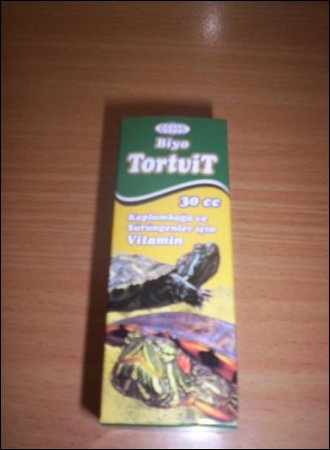 Biyo
TortviT
30 cc
Kaplumbağa ve
Sürüngenler için
Vitamin